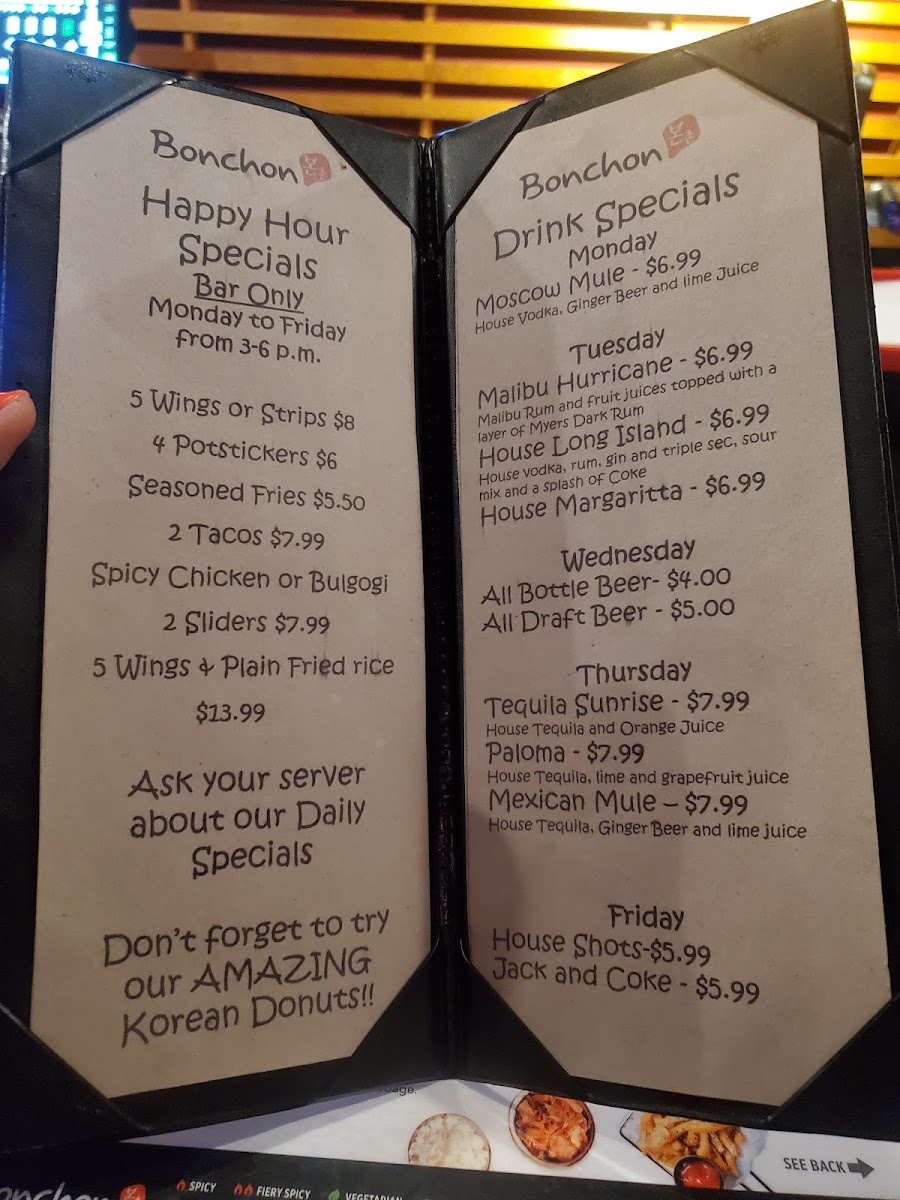 Bonchon 본촌
Happy Hour
Specials
Bar Only
Monday to Friday
from 3-6 p.m.
5 Wings or Strips $8
4 Potstickers $6
Seasoned Fries $5.50
2 Tacos $7.99
Spicy Chicken or Bulgogi
2 Sliders $7.99
5 Wings & Plain Fried rice
$13.99
Ask your server
about our Daily
Specials
Don't forget to try
our AMAZING
Korean Donuts!!
Bonchon 본촌
Drink Specials
Monday
Moscow Mule - $6.99
House Vodka, Ginger Beer and lime Juice
Tuesday
Malibu Hurricane - $6.99
Malibu Rum and fruit juices topped with a
layer of Myers Dark Rum
House Long Island - $6.99
House vodka, rum, gin and triple sec, sour
mix and a splash of Coke
House Margaritta - $6.99
Wednesday
All Bottle Beer- $4.00
All Draft Beer - $5.00
Thursday
Tequila Sunrise - $7.99
House Tequila and Orange Juice
Paloma - $7.99
House Tequila, lime and grapefruit juice
Mexican Mule – $7.99
House Tequila, Ginger Beer and lime juice
Friday
House Shots-$5.99
Jack and Coke - $5.99
SEE BACK
SPICY
FIERY SPICY
VEGETARIAN